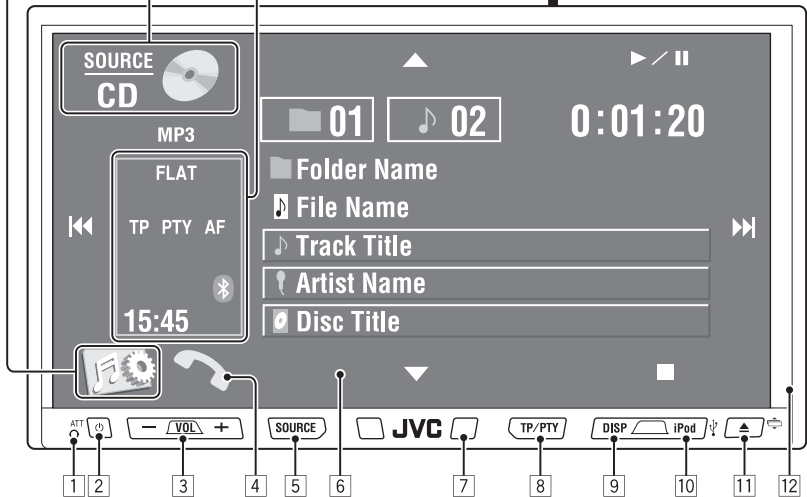 SOURCE
CD
MP3
01 02 0:01:20
FLAT
Folder Name
File Name
TP PTY AF
Track Title
Artist Name
15:45
Disc Title
ATT
VOL
SOURCE
JVC
TP/PTY
DISP
iPod
1 2 3 4 5 6 7 8 9 10 11 12